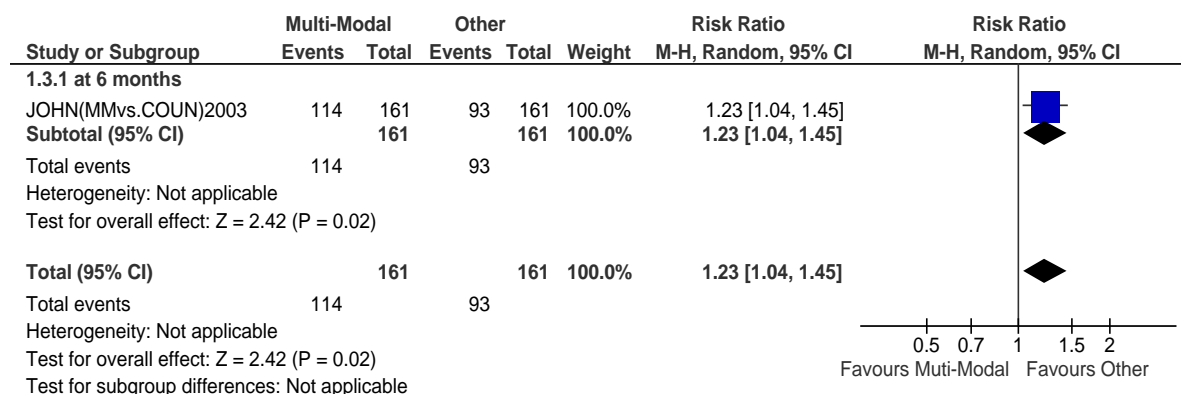 Multi-Modal Other Risk Ratio Risk Ratio
Study or Subgroup Events Total Events Total Weight M-H, Random, 95% CI M-H, Random, 95% CI
1.3.1 at 6 months
JOHN(MMvs.COUN)2003 114 161 93 161 100.0% 1.23 [1.04, 1.45]
Subtotal (95% CI) 161 161 100.0% 1.23 [1.04, 1.45]
Total events 114 93
Heterogeneity: Not applicable
Test for overall effect: Z = 2.42 (P = 0.02)
Total (95% CI) 161 161 100.0% 1.23 [1.04, 1.45]
Total events 114 93
Heterogeneity: Not applicable
Test for overall effect: Z = 2.42 (P = 0.02)
Test for subgroup differences: Not applicable
0.5 0.7 1 1.5 2
Favours Muti-Modal Favours Other